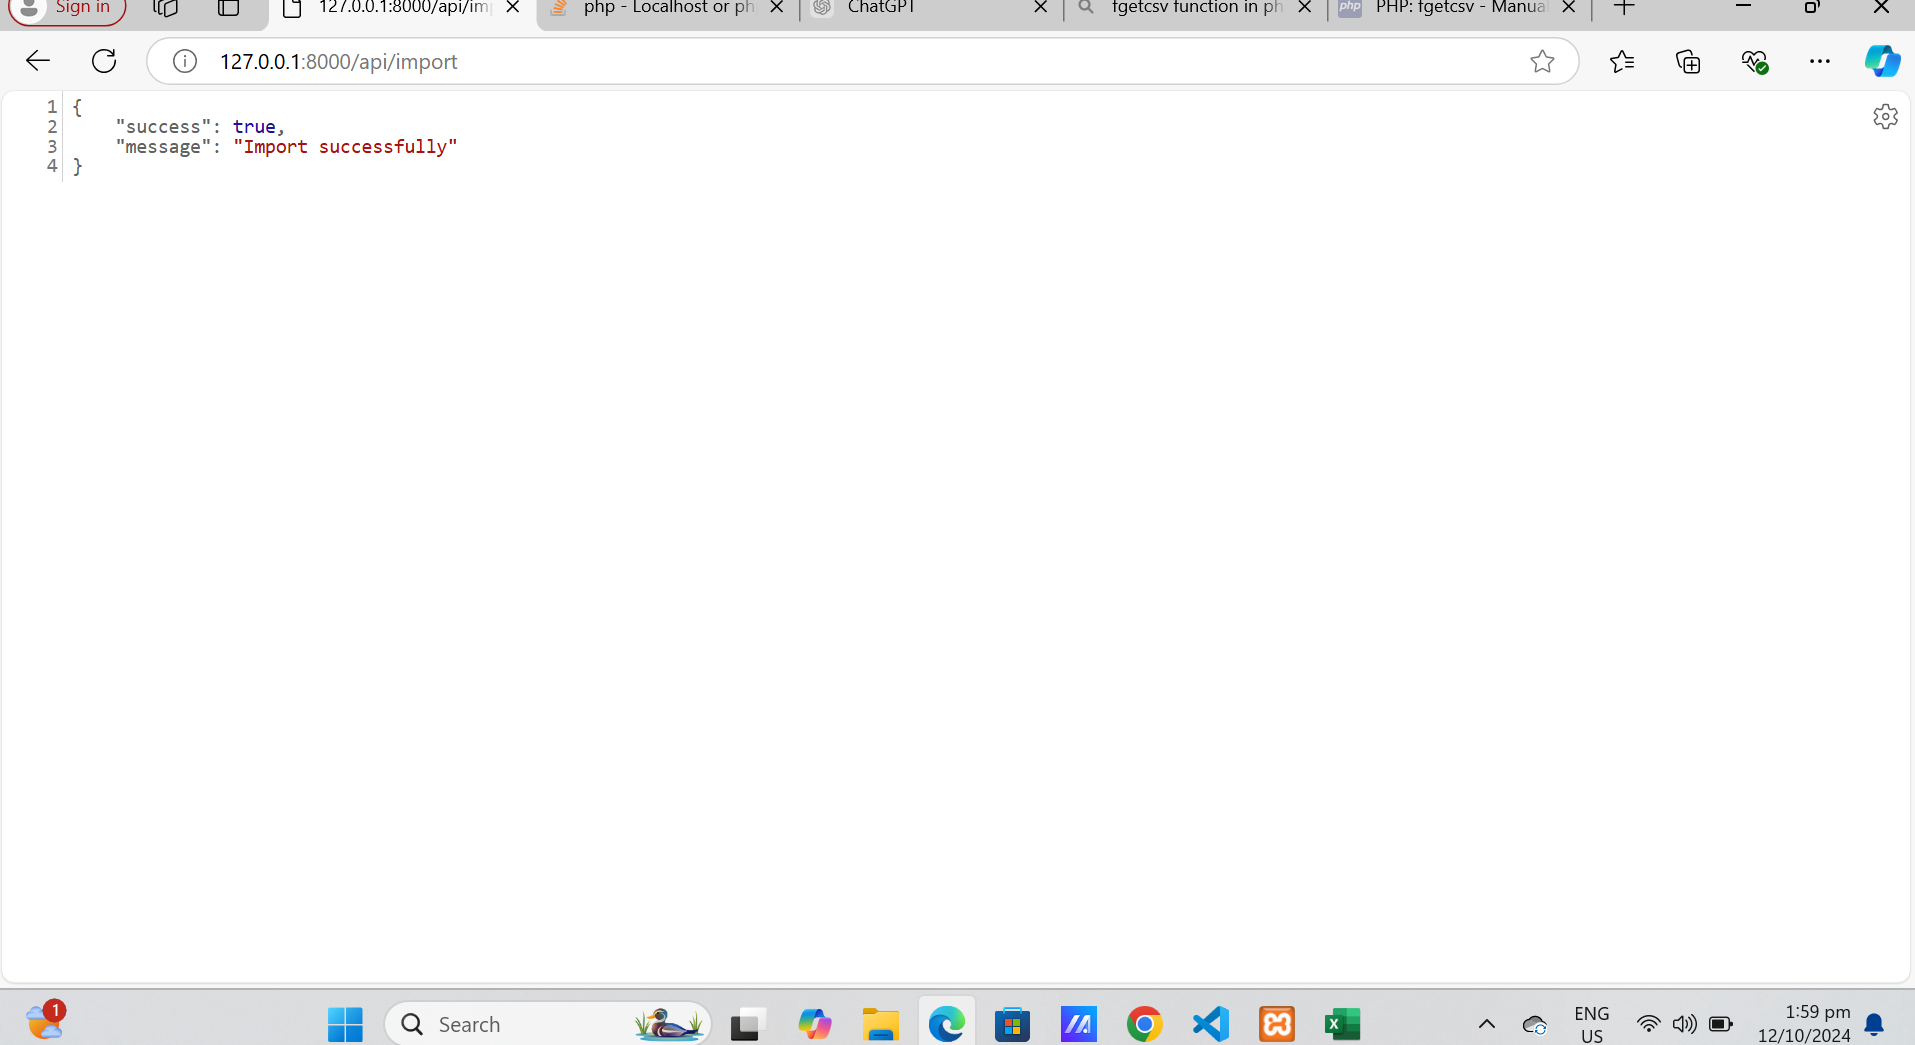 Sign in
127.0.0.1:8000/api/im
php - Localhost or ph
ChatGPT
fgetcsv function in ph
php
PHP: fgetcsv - Manua
127.0.0.1:8000/api/import
1 {
2 "success": true,
3 "message": "Import successfully"
4 }
1
Search
ENG
US
1:59 pm
12/10/2024